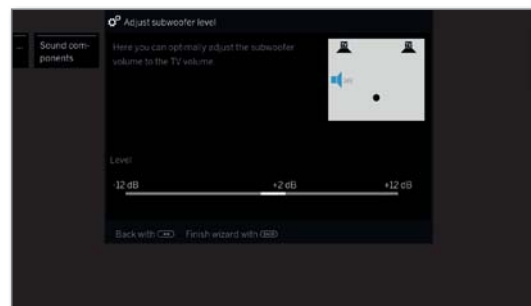 Adjust subwoofer level
...
Sound com-
ponents
Here you can optimally adjust the subwoofer
volume to the TV volume.
Level
-12 dB +2 dB +12 dB
Back with Finish wizard with